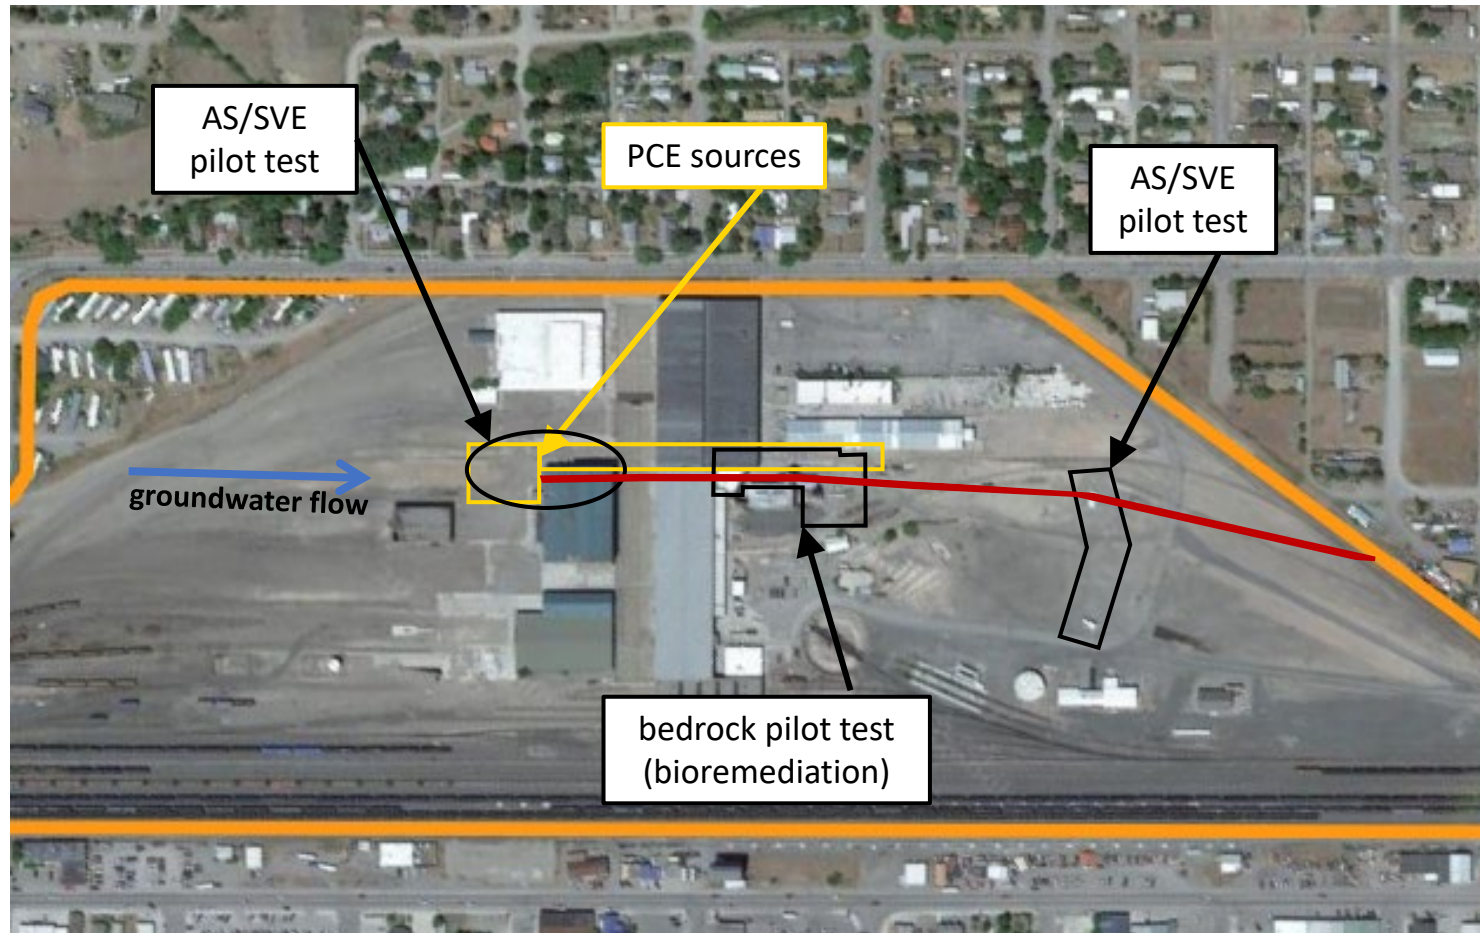 AS/SVE
pilot test
PCE sources
AS/SVE
pilot test
groundwater flow
bedrock pilot test
(bioremediation)